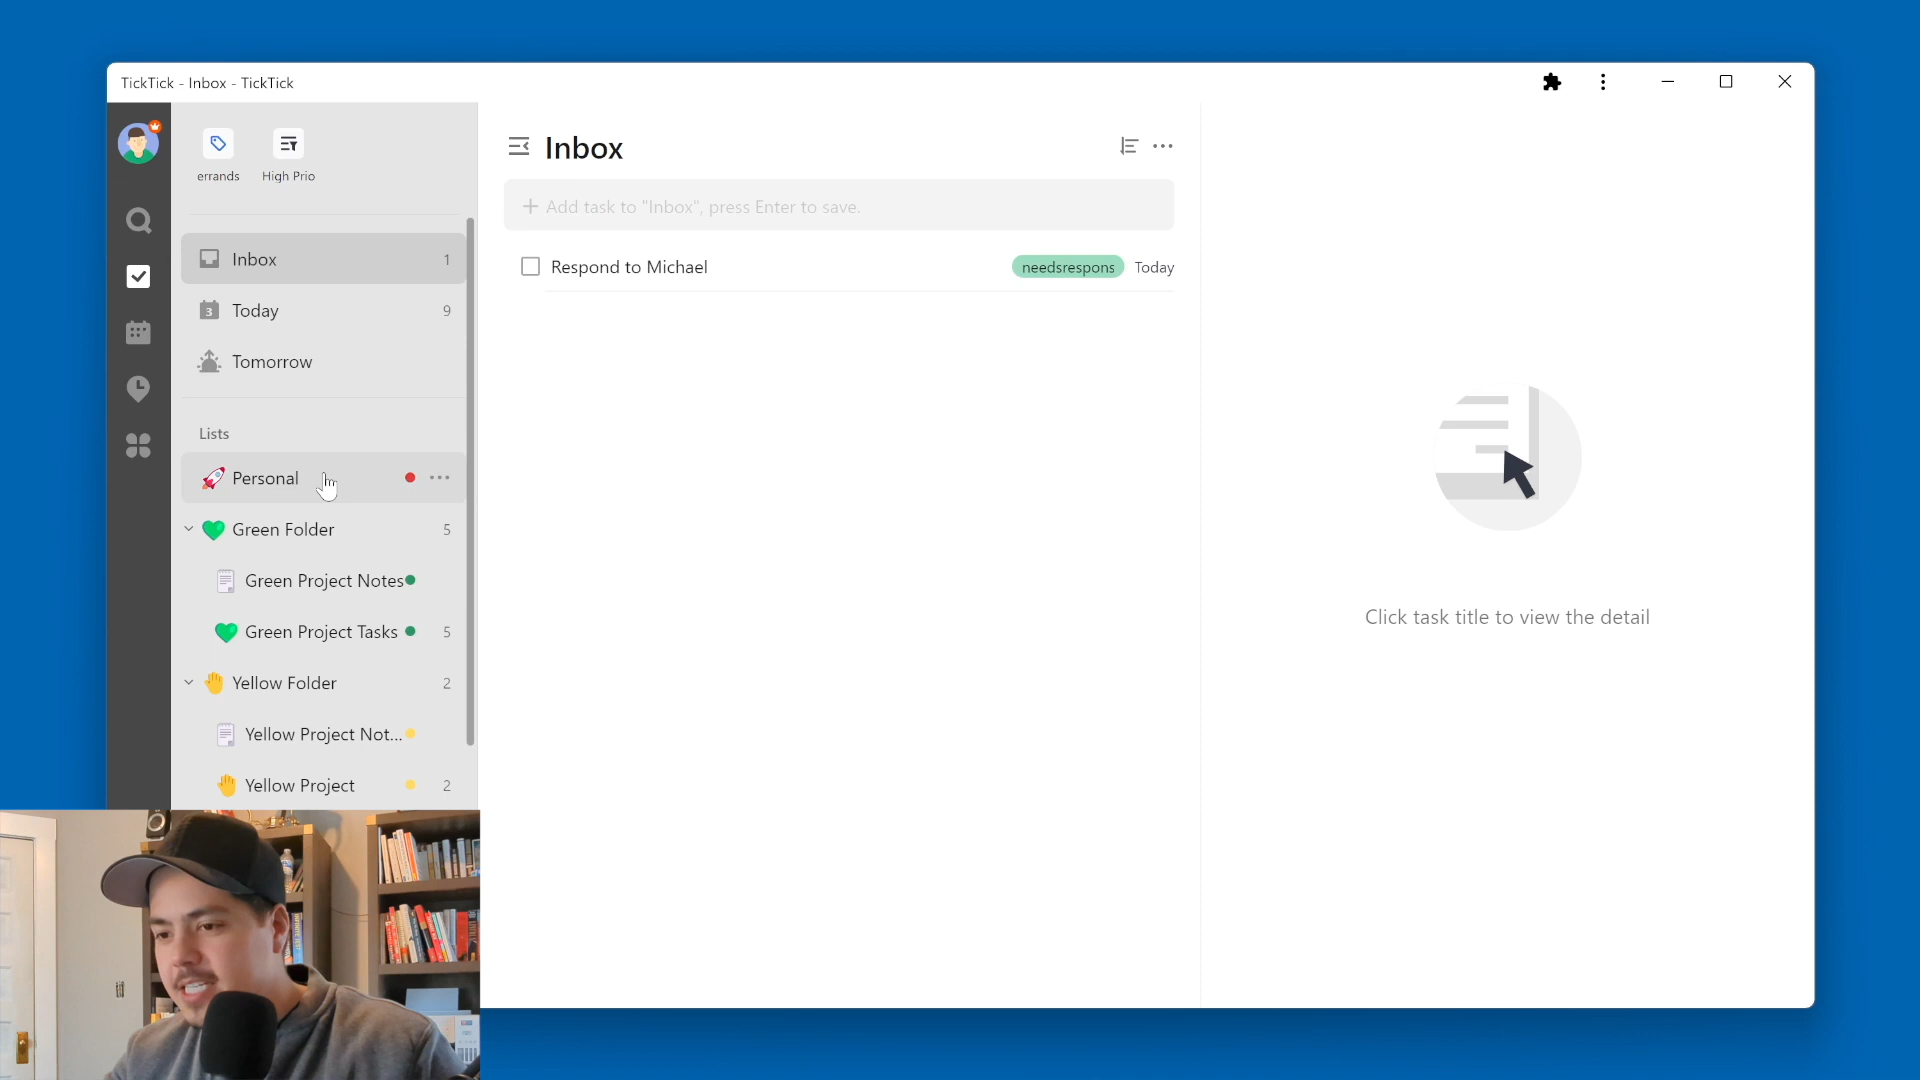 TickTick - Inbox - TickTick
errands
High Prio
Inbox 1
3
Today 9
Tomorrow
Lists
Personal
Green Folder 5
Green Project Notes
Green Project Tasks 5
Yellow Folder 2
Yellow Project Not...
Yellow Project 2
Inbox
Add task to "Inbox", press Enter to save.
Respond to Michael needsrespons Today
Click task title to view the detail